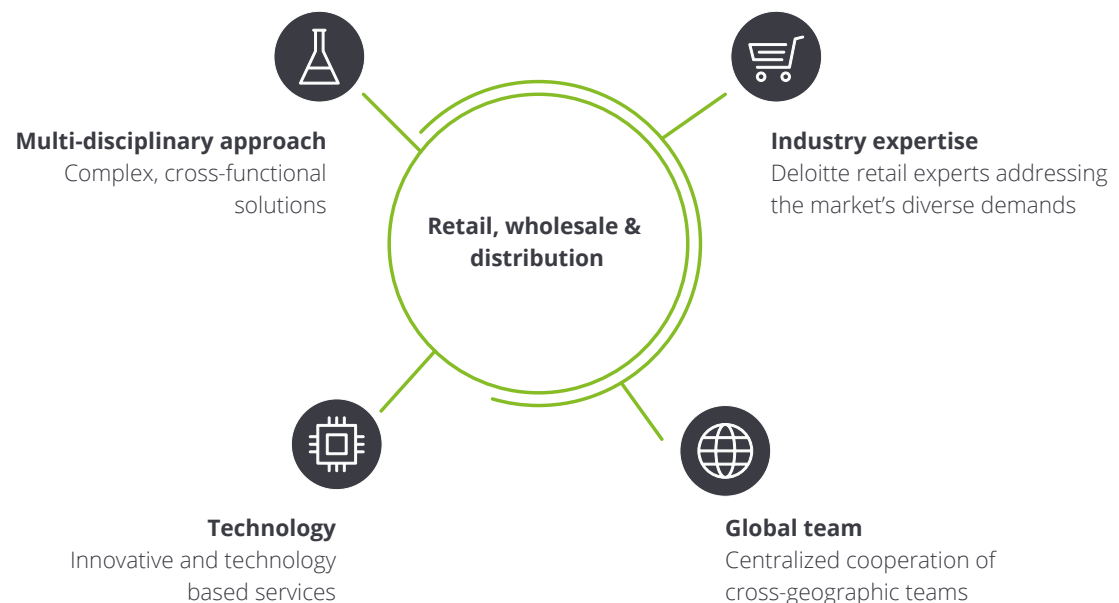 Multi-disciplinary approach
Complex, cross-functional
solutions
Industry expertise
Deloitte retail experts addressing
the market’s diverse demands
Retail, wholesale &
distribution
Technology
Innovative and technology
based services
Global team
Centralized cooperation of
cross-geographic teams